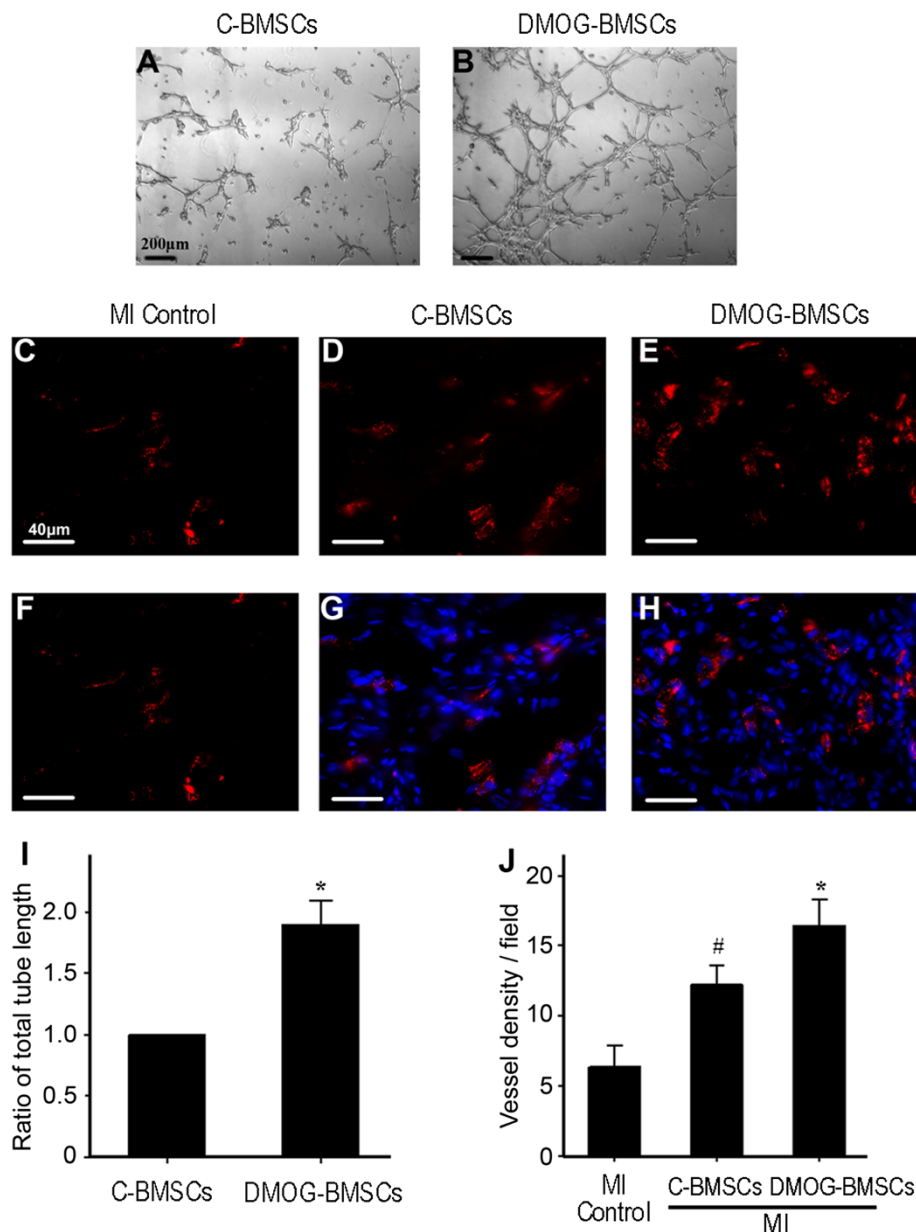 C-BMSCs DMOG-BMSCs
A B
200µm
MI Control C-BMSCs DMOG-BMSCs
C D E
40µm
F G H
I
Ratio of total tube length
2.0
1.5
1.0
0.5
0
*
C-BMSCs DMOG-BMSCs
J
Vessel density / field
20
15
10
5
0
#
*
MI C-BMSCs DMOG-BMSCs
Control MI